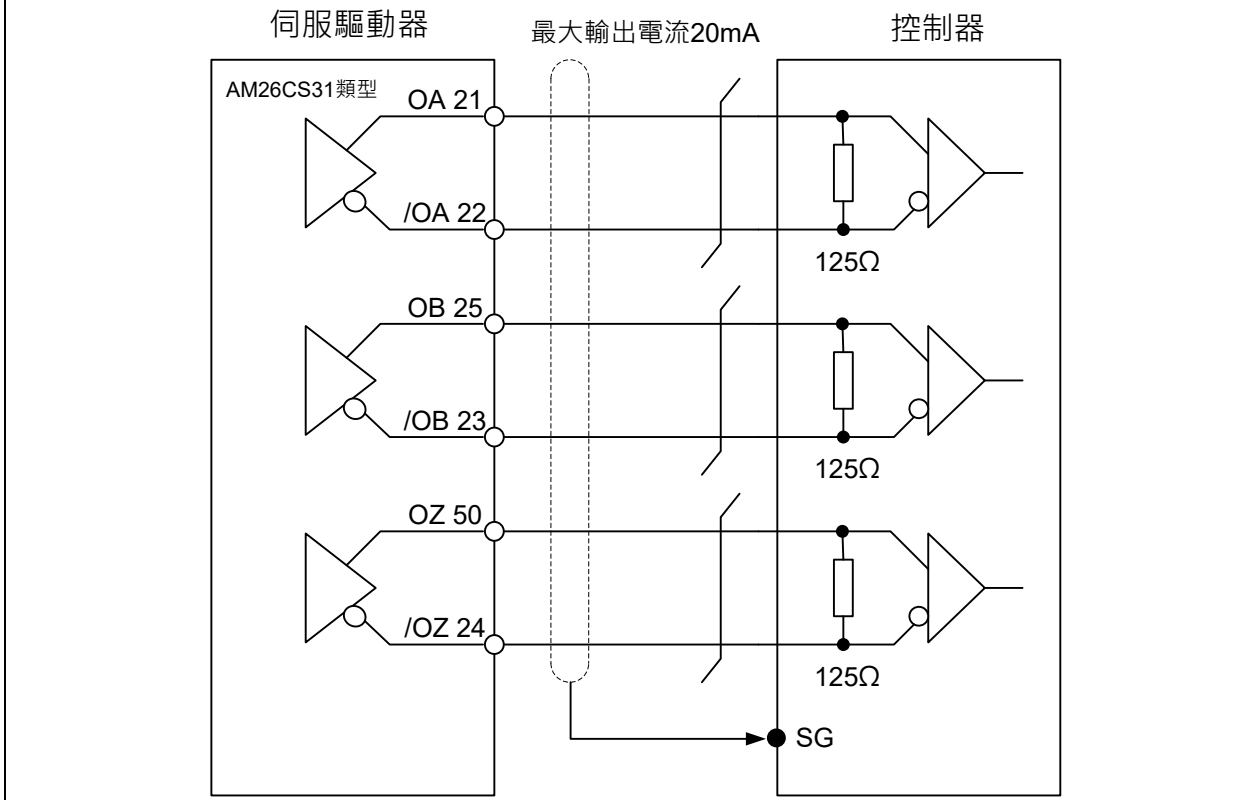 伺服驅動器
最大輸出電流20mA
控制器
AM26CS31類型
OA 21
/OA 22
125Ω
OB 25
/OB 23
125Ω
OZ 50
/OZ 24
125Ω
SG